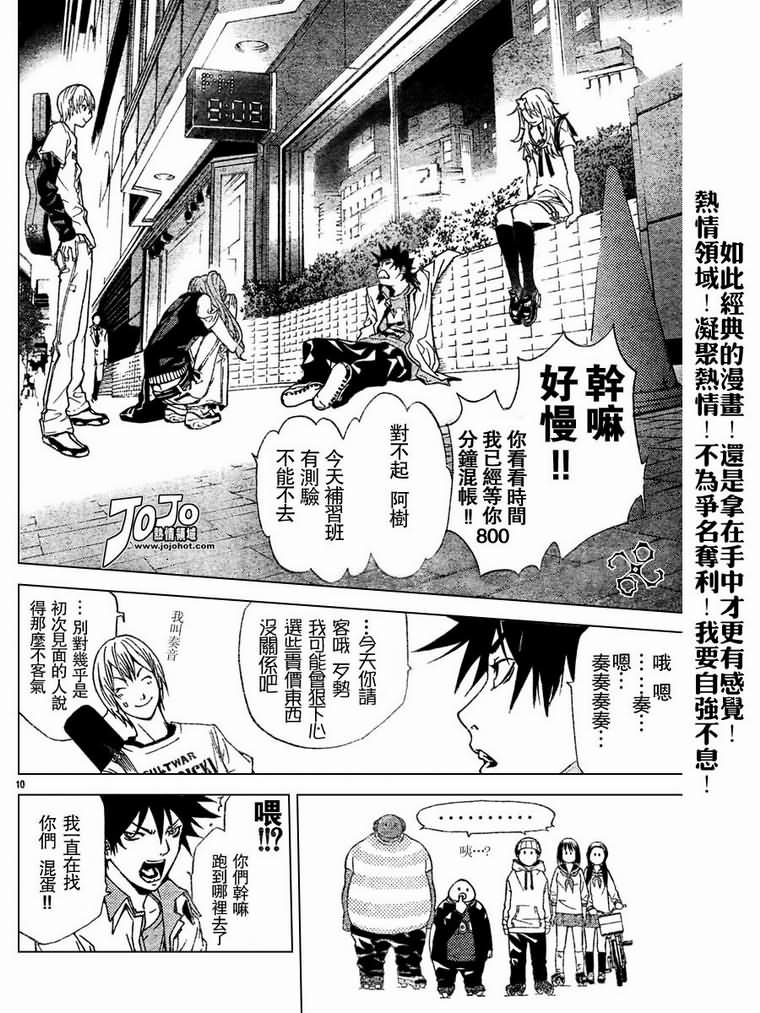 如此經典的漫畫！還是拿在手中才更有感覺！
熱情領域！凝聚熱情！不為爭名奪利！我要自強不息！
8:08
幹嘛
好慢!!
你看看時間
我已經等你800
分鐘混帳!!
對不起 阿樹
今天補習班
有測驗
不能不去
JOJO
熱情領域
www.jojohot.com
哦 嗯
……奏…
嗯……
奏奏奏奏…
…今天你請
客哦 歹勢
我可能會狠下心
選些貴價東西
沒關係吧
我叫奏音
…別對幾乎是
初次見面的人說
得那麼不客氣
CULTWAR
10
………
咦…?
喂!!?
你們幹嘛
跑到哪裡去了
我一直在找
你們 混蛋!!